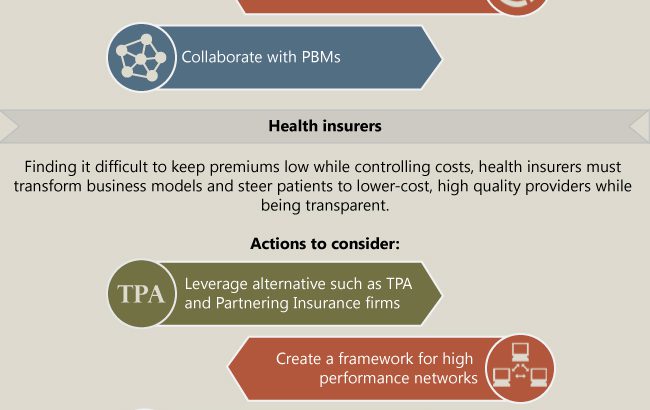 Collaborate with PBMs
Health insurers
Finding it difficult to keep premiums low while controlling costs, health insurers must
transform business models and steer patients to lower-cost, high quality providers while
being transparent.
Actions to consider:
TPA
Leverage alternative such as TPA
and Partnering Insurance firms
Create a framework for high
performance networks